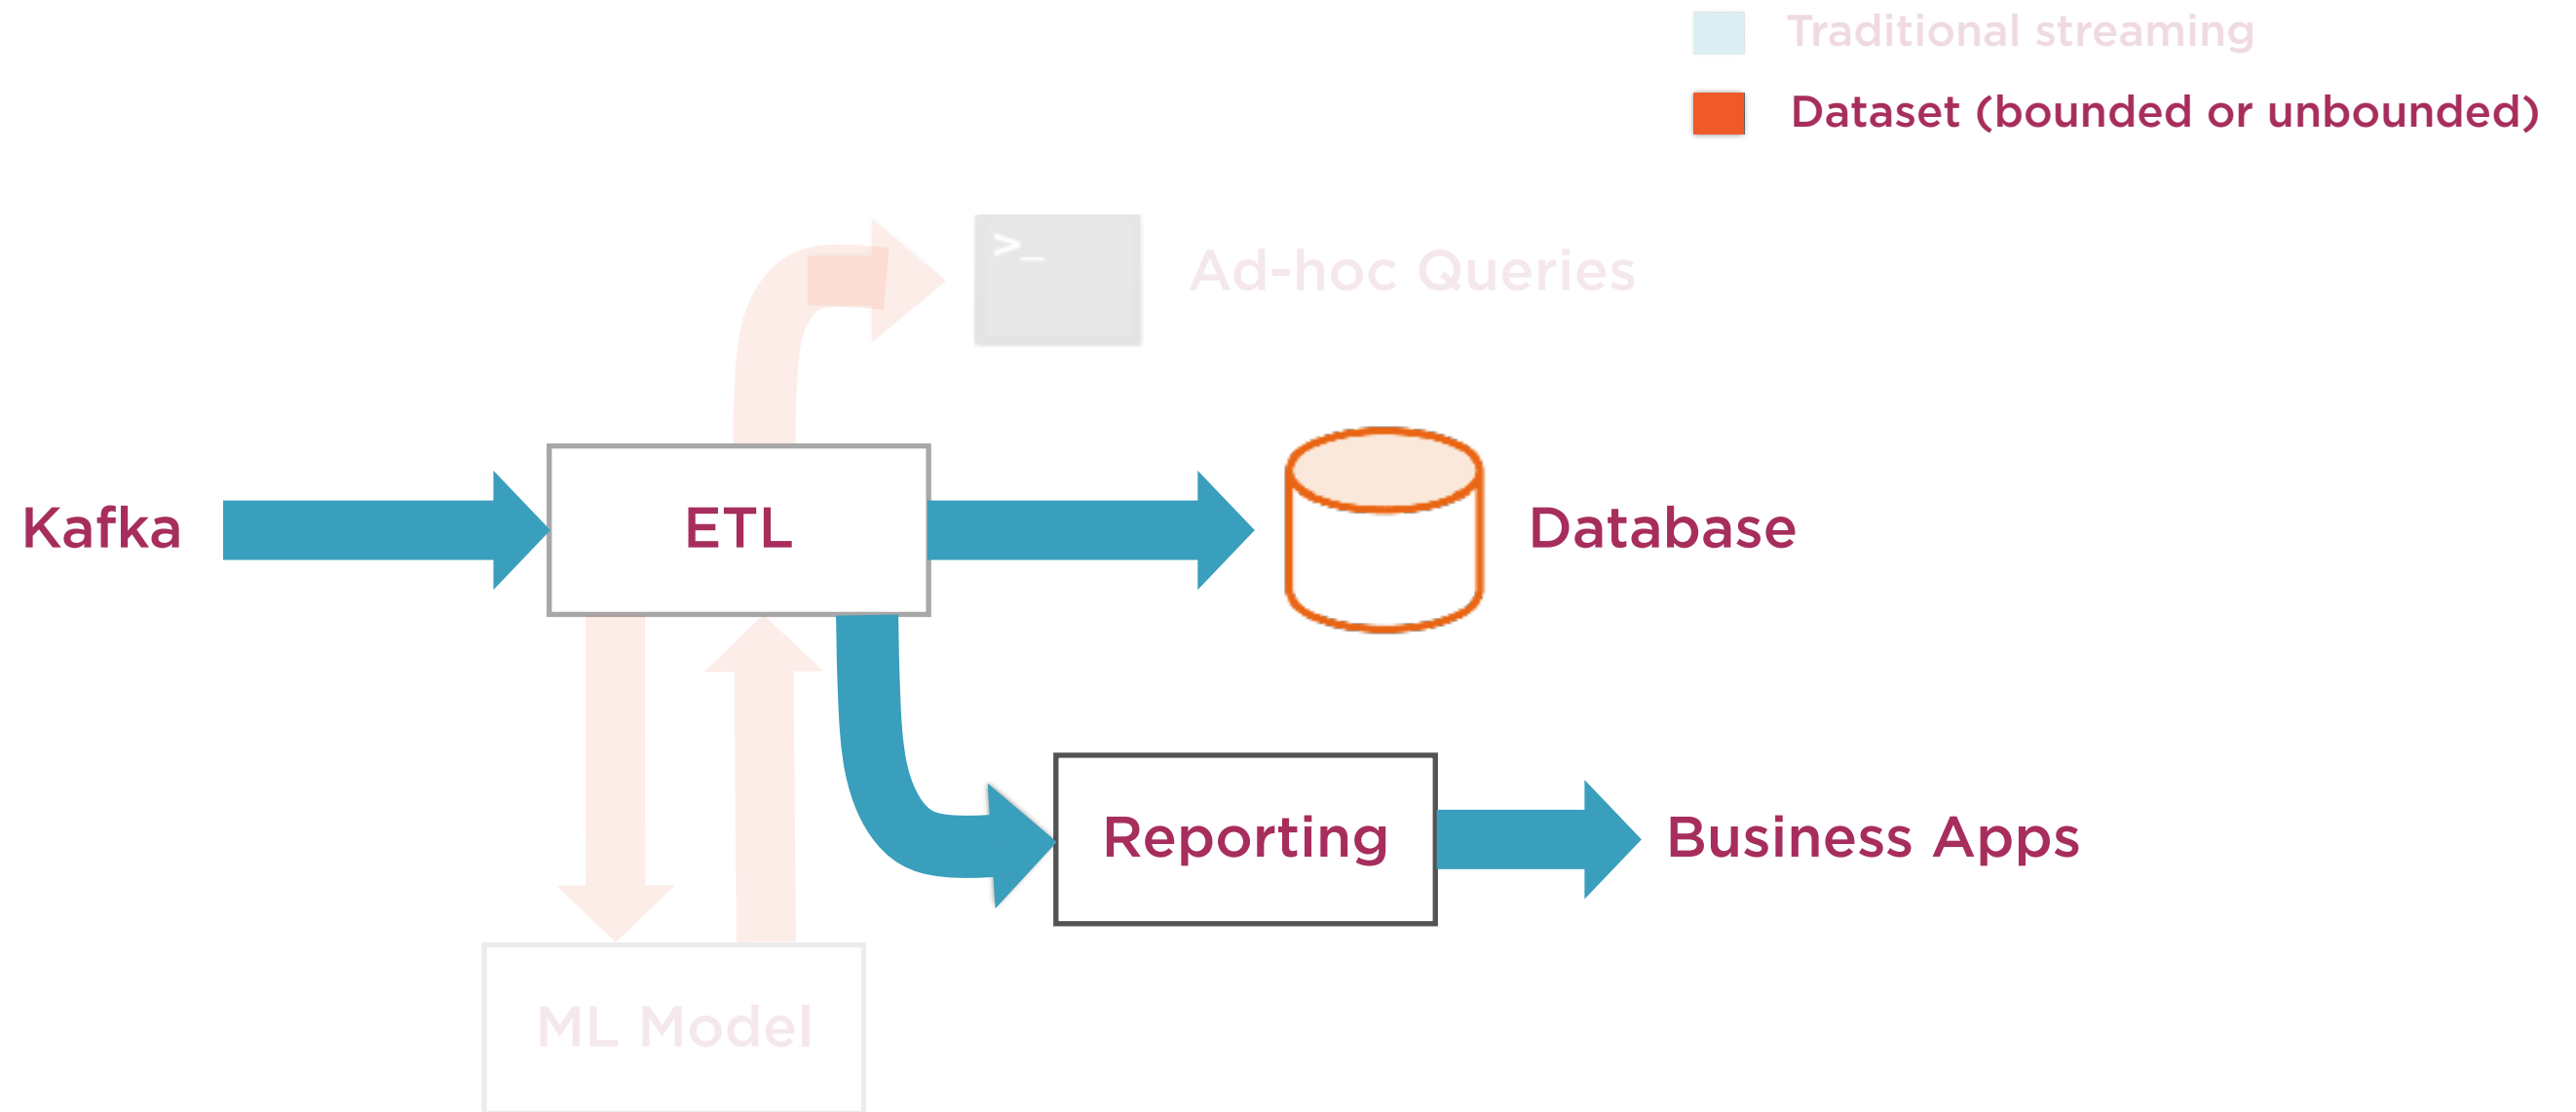 Traditional streaming
Dataset (bounded or unbounded)
>_
Ad-hoc Queries
Kafka
ETL
Database
Reporting
Business Apps
ML Model